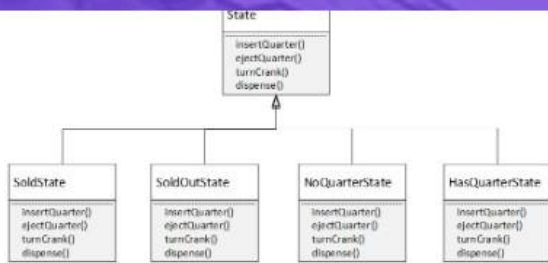 State
insertQuarter()
ejectQuarter()
turnCrank()
dispense()
SoldState
insertQuarter()
ejectQuarter()
turnCrank()
dispense()
SoldOutState
insertQuarter()
ejectQuarter()
turnCrank()
dispense()
NoQuarterState
insertQuarter()
ejectQuarter()
turnCrank()
dispense()
HasQuarterState
insertQuarter()
ejectQuarter()
turnCrank()
dispense()